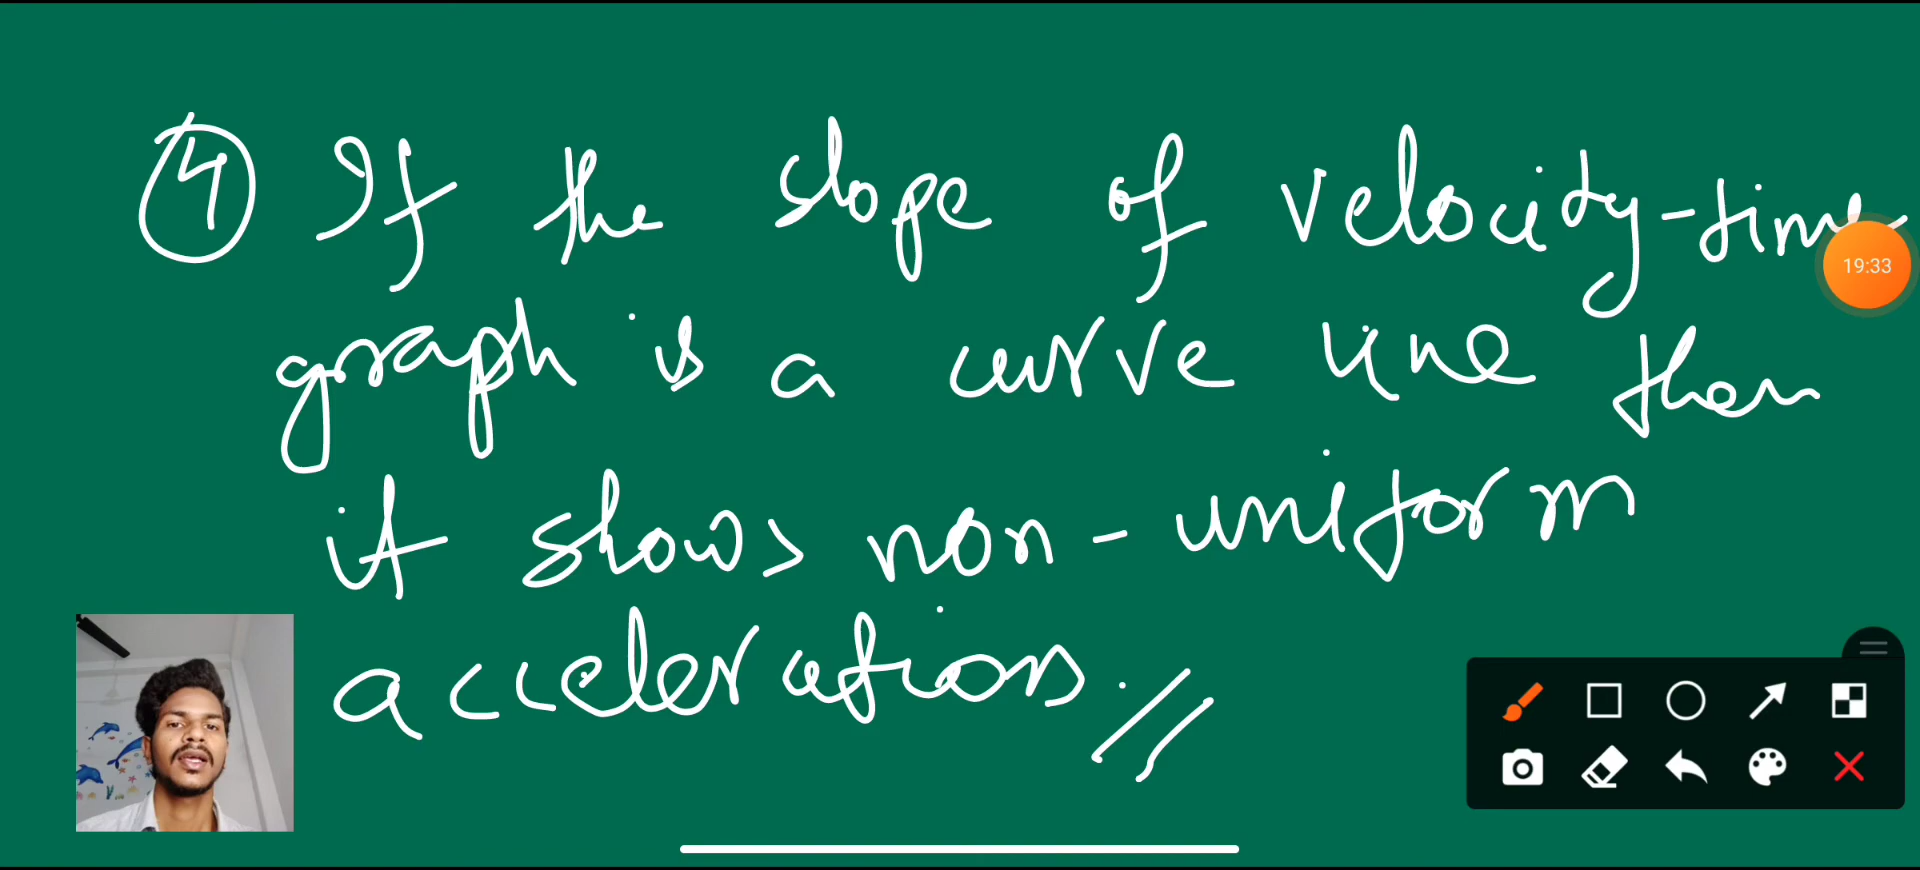 ④ If the slope of velocity-time
19:33
graph is a curve line then
it shows non-uniform
acceleration.//